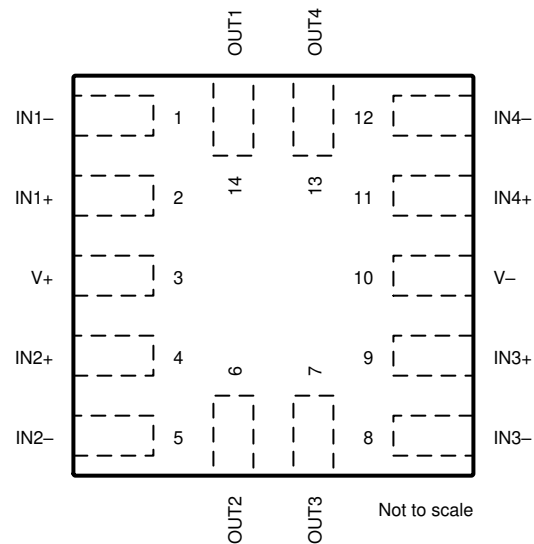 OUT1 OUT4
IN1– 1 12 IN4–
14 13
IN1+ 2 11 IN4+
V+ 3 10 V–
IN2+ 4 6 7 9 IN3+
IN2– 5 8 IN3–
OUT2 OUT3
Not to scale